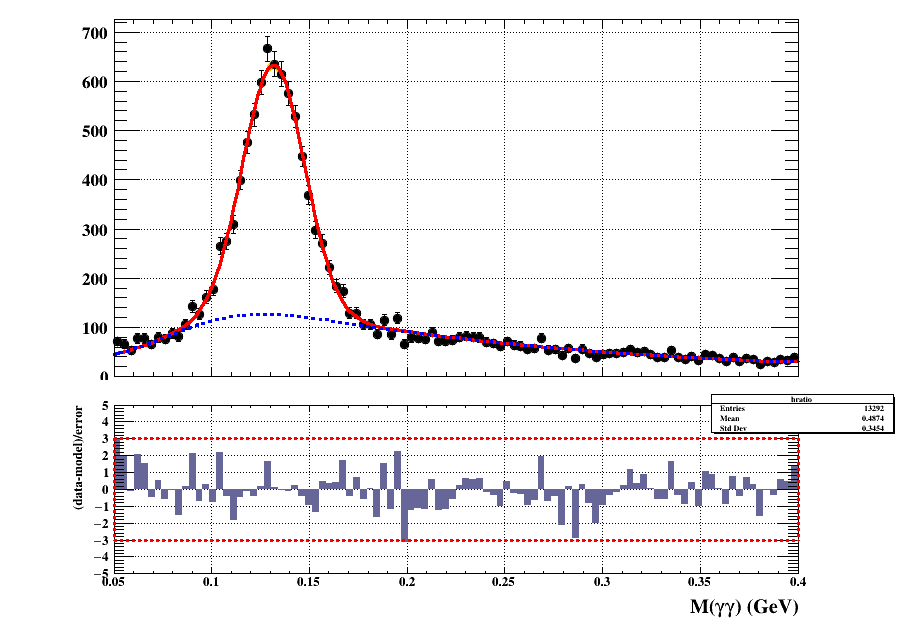 700
600
500
400
300
200
100
0
hratio
Entries 13292
Mean 0.4874
Std Dev 0.3454
(data-model)/error
5
4
3
2
1
0
−1
−2
−3
−4
−5
0.05 0.1 0.15 0.2 0.25 0.3 0.35 0.4
M(γγ) (GeV)